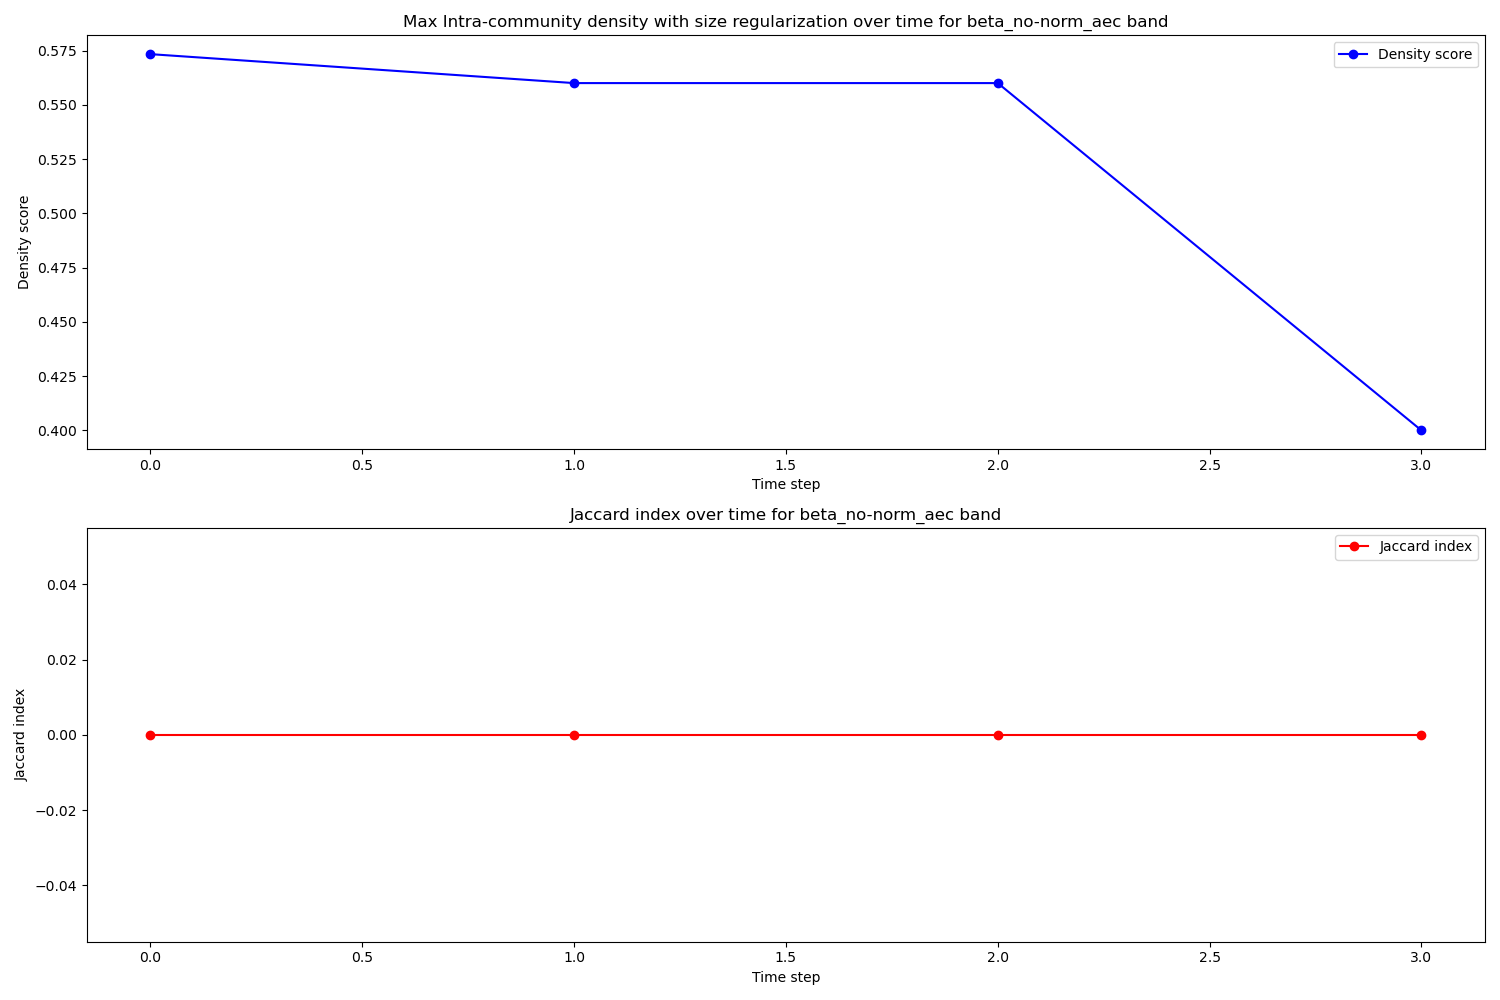 Max Intra-community density with size regularization over time for beta_no-norm_aec band
0.575
0.550
0.525
0.500
0.475
0.450
0.425
0.400
Density score
Density score
0.0 0.5 1.0 1.5 2.0 2.5 3.0
Time step
Jaccard index over time for beta_no-norm_aec band
0.04
0.02
0.00
−0.02
−0.04
Jaccard index
Jaccard index
0.0 0.5 1.0 1.5 2.0 2.5 3.0
Time step